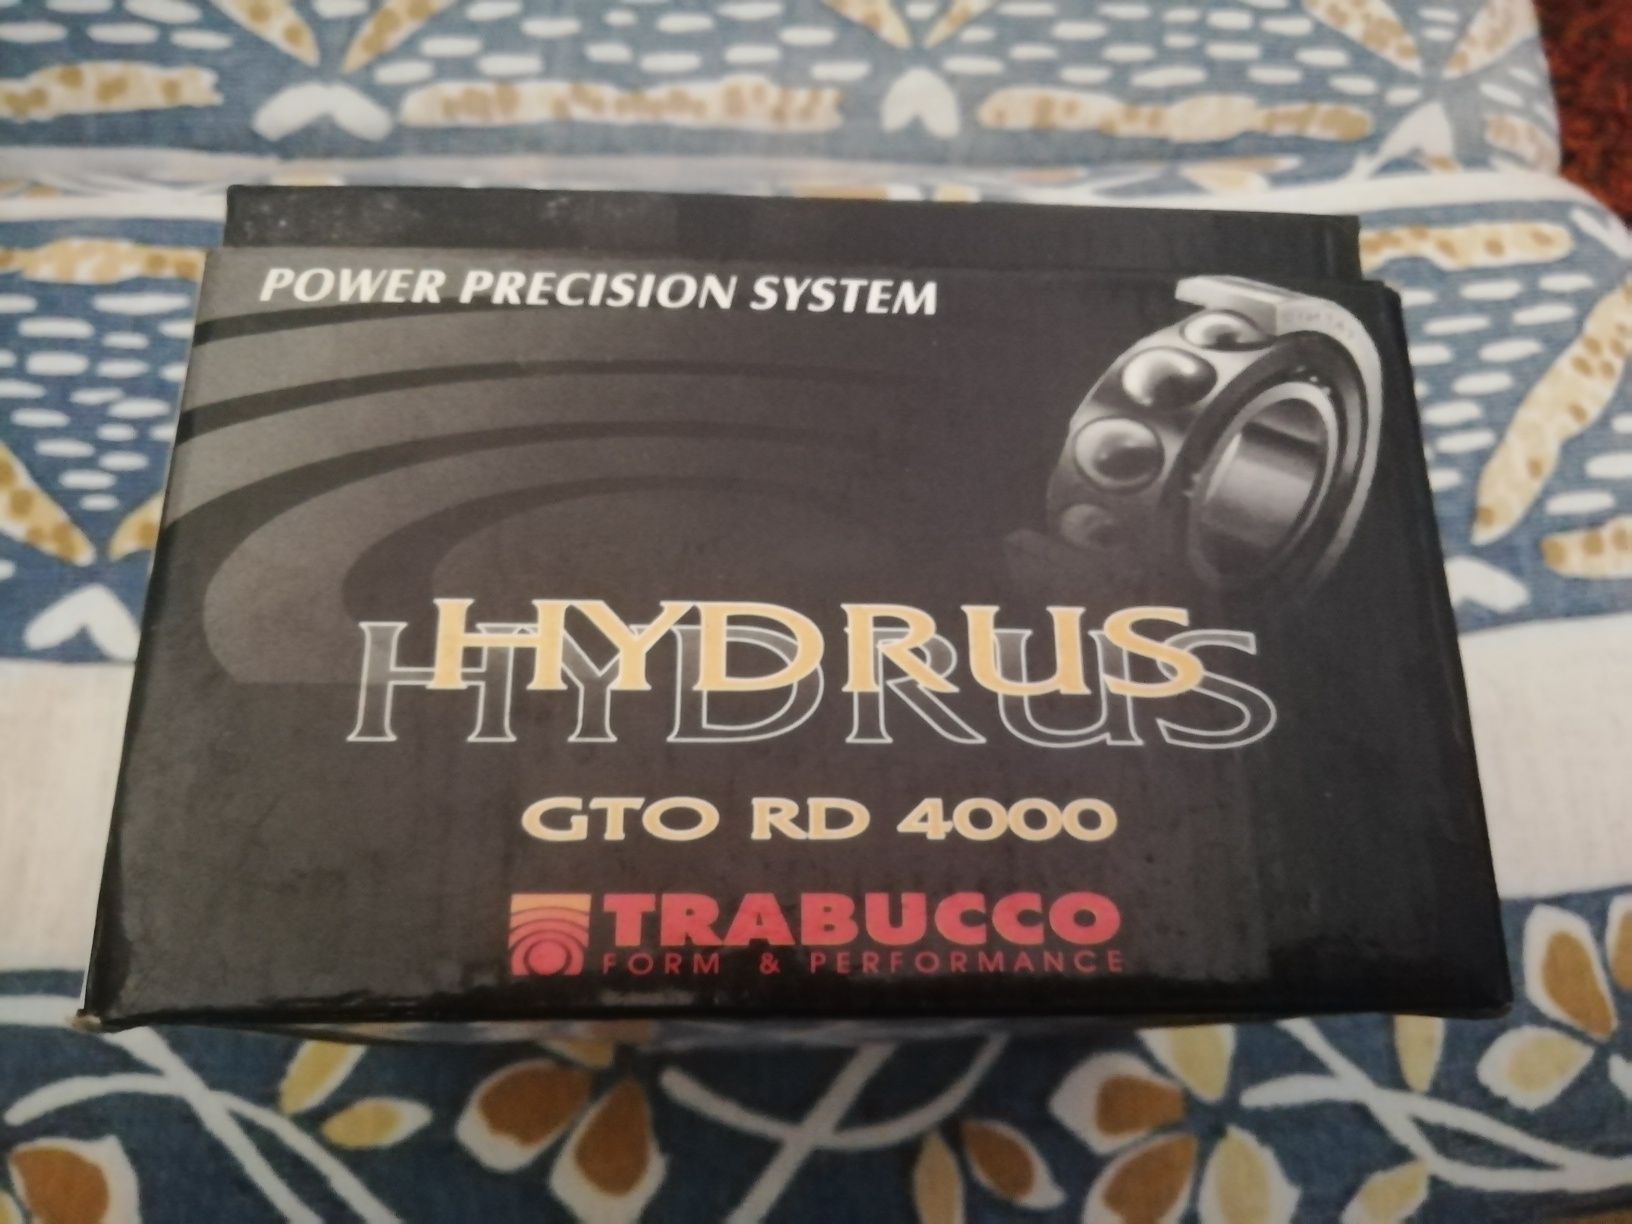 POWER PRECISION SYSTEM
HYDRUS
HYDRUS
GTO RD 4000
TRABUCCO
FORM & PERFORMANCE